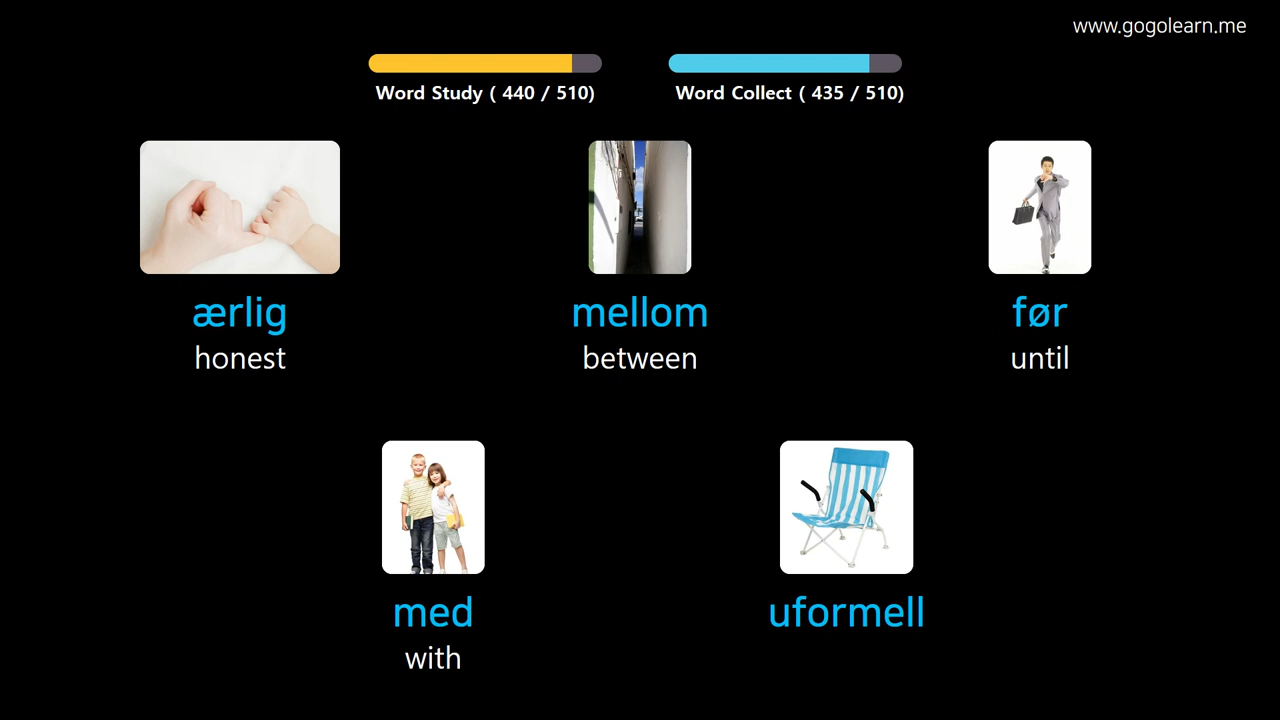 www.gogolearn.me
Word Study ( 440 / 510)
Word Collect ( 435 / 510)
ærlig
honest
mellom
between
før
until
med
with
uformell